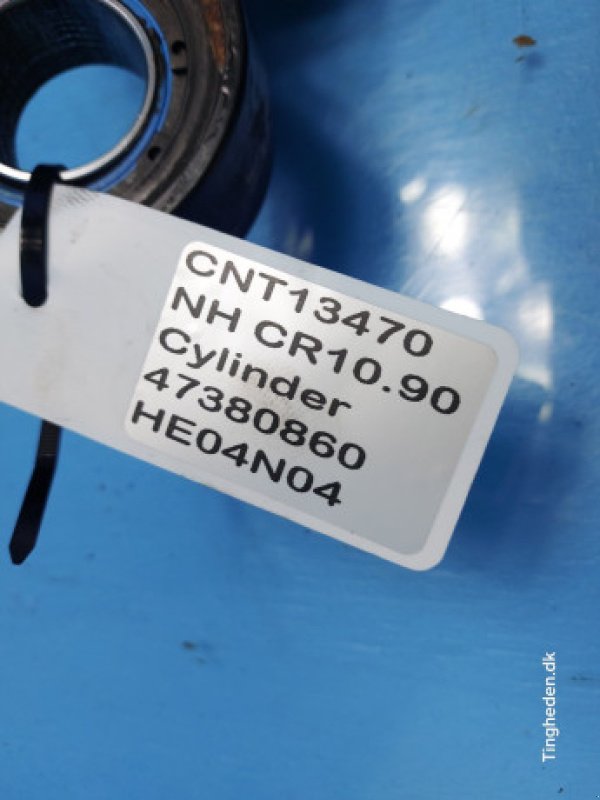 CNT13470
NH CR10.90
Cylinder
47380860
HE04N04
Tingheden.dk